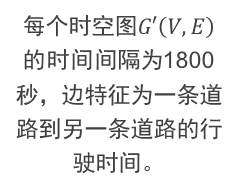 每个时空图G'(V, E)
的时间间隔为1800
秒，边特征为一条道
路到另一条道路的行
驶时间。